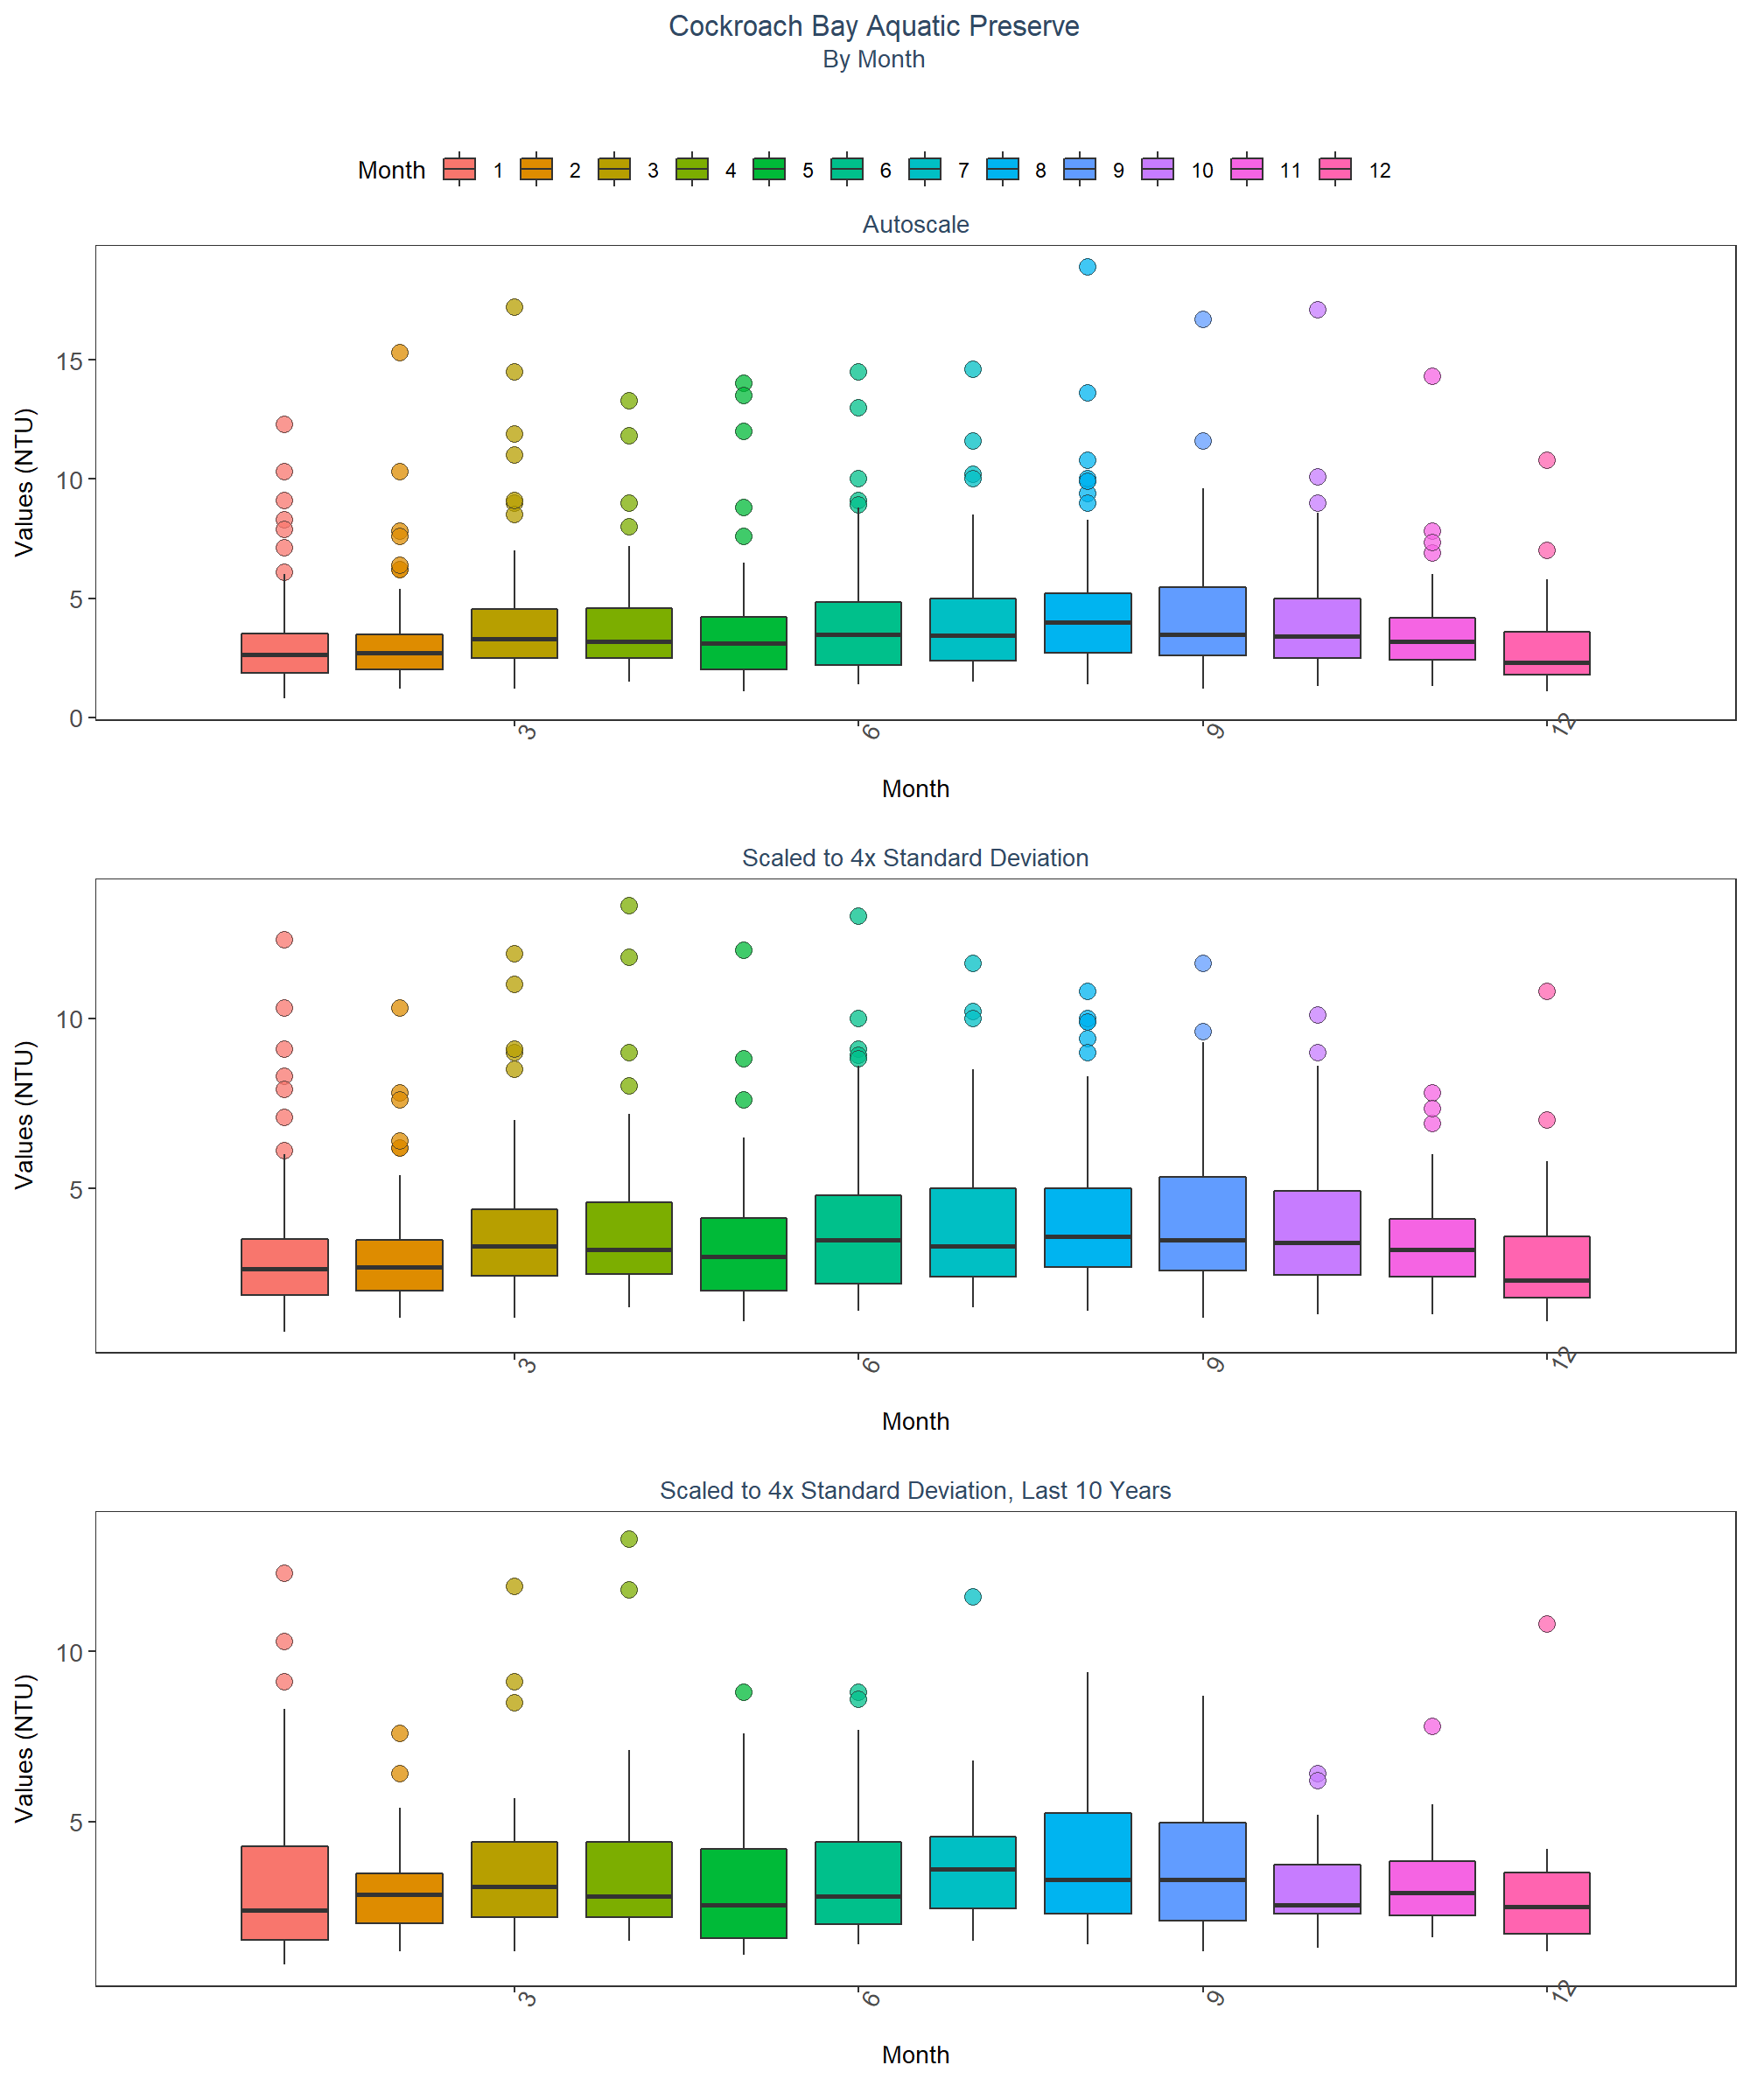 Cockroach Bay Aquatic Preserve
By Month
Month 1 2 3 4 5 6 7 8 9 10 11 12
Autoscale
Values (NTU)
15
10
5
0
3 6 9 12
Month
Scaled to 4x Standard Deviation
Values (NTU)
10
5
3 6 9 12
Month
Scaled to 4x Standard Deviation, Last 10 Years
Values (NTU)
10
5
3 6 9 12
Month